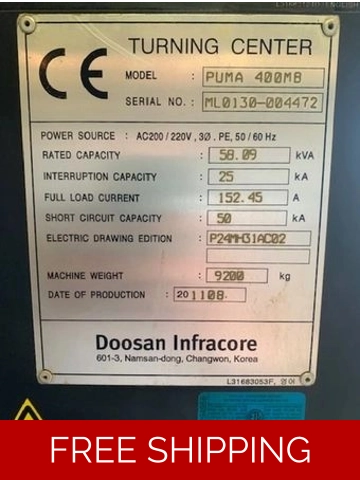 CE
TURNING CENTER
MODEL : PUMA 400MB
SERIAL NO. : ML0130-004472
POWER SOURCE : AC200 / 220V, 3Ø. PE, 50 / 60 Hz
RATED CAPACITY : 58.09 kVA
INTERRUPTION CAPACITY : 25 kA
FULL LOAD CURRENT : 152.45 A
SHORT CIRCUIT CAPACITY : 50 kA
ELECTRIC DRAWING EDITION : P24MH31AC02
MACHINE WEIGHT : 9200 kg
DATE OF PRODUCTION : 201108.
Doosan Infracore
601-3, Namsan-dong, Changwon, Korea
L31683053F,
FREE SHIPPING